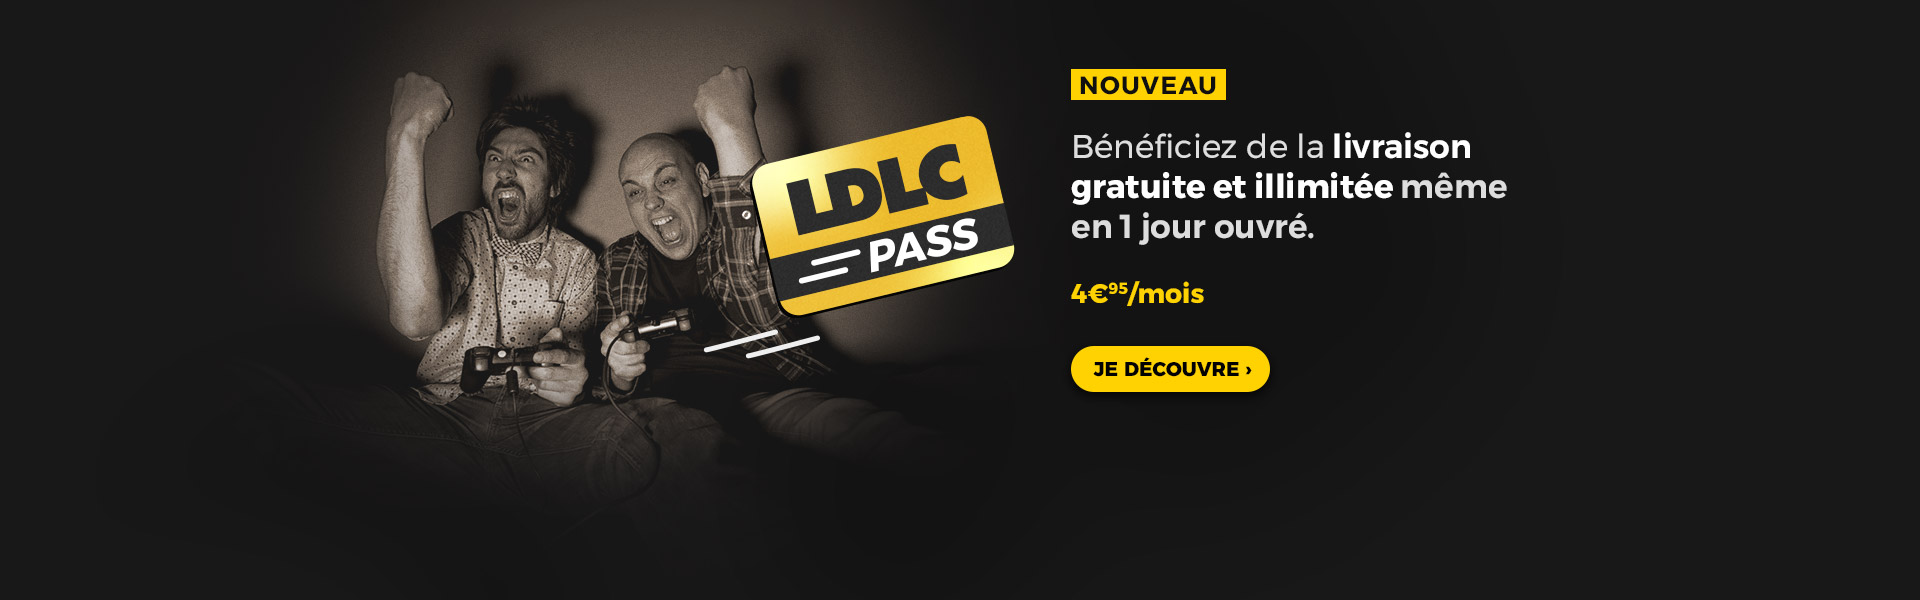 LDLC
PASS
NOUVEAU
Bénéficiez de la livraison
gratuite et illimitée même
en 1 jour ouvré.
4€95/mois
JE DÉCOUVRE ›